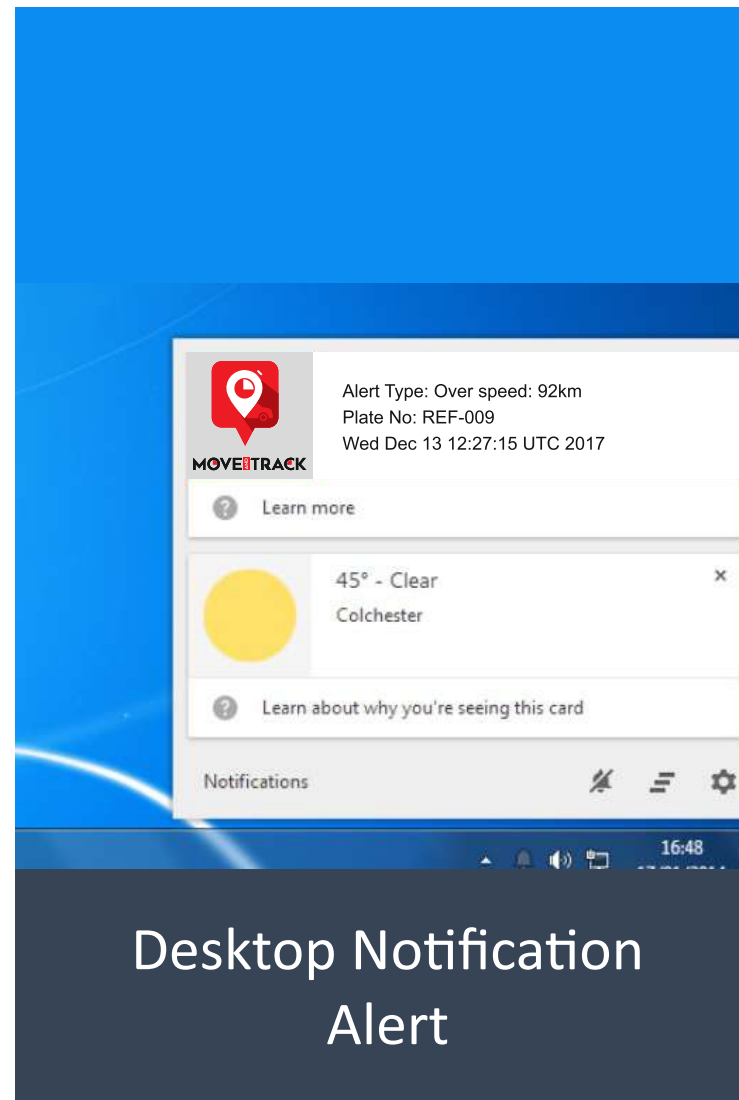 Alert Type: Over speed: 92km
Plate No: REF-009
Wed Dec 13 12:27:15 UTC 2017
MOVE AND TRACK
Learn more
45° - Clear
Colchester
Learn about why you're seeing this card
Notifications
16:48
Desktop Notification
Alert